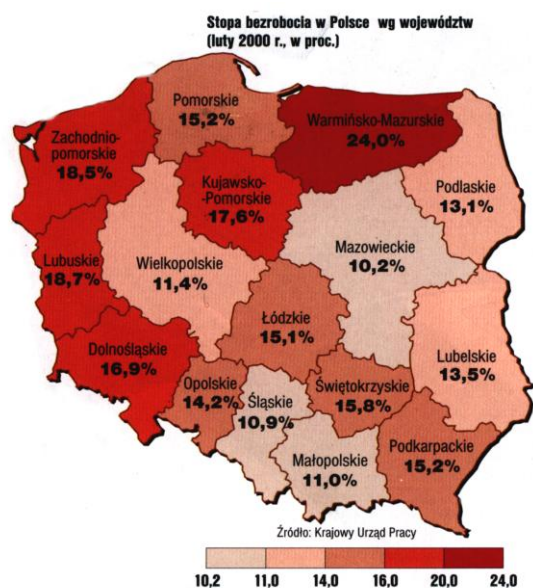 Stopa bezrobocia w Polsce wg województw
(luty 2000 r., w proc.)
Pomorskie
15,2%
Warmińsko-Mazurskie
24,0%
Zachodnio-
pomorskie
18,5%
Kujawsko-
-Pomorskie
17,6%
Podlaskie
13,1%
Mazowieckie
10,2%
Lubuskie
18,7%
Wielkopolskie
11,4%
Łódzkie
15,1%
Dolnośląskie
16,9%
Lubelskie
13,5%
Opolskie
14,2%
Śląskie
10,9%
Świętokrzyskie
15,8%
Małopolskie
11,0%
Podkarpackie
15,2%
Źródło: Krajowy Urząd Pracy
10,2 11,0 14,0 16,0 20,0 24,0